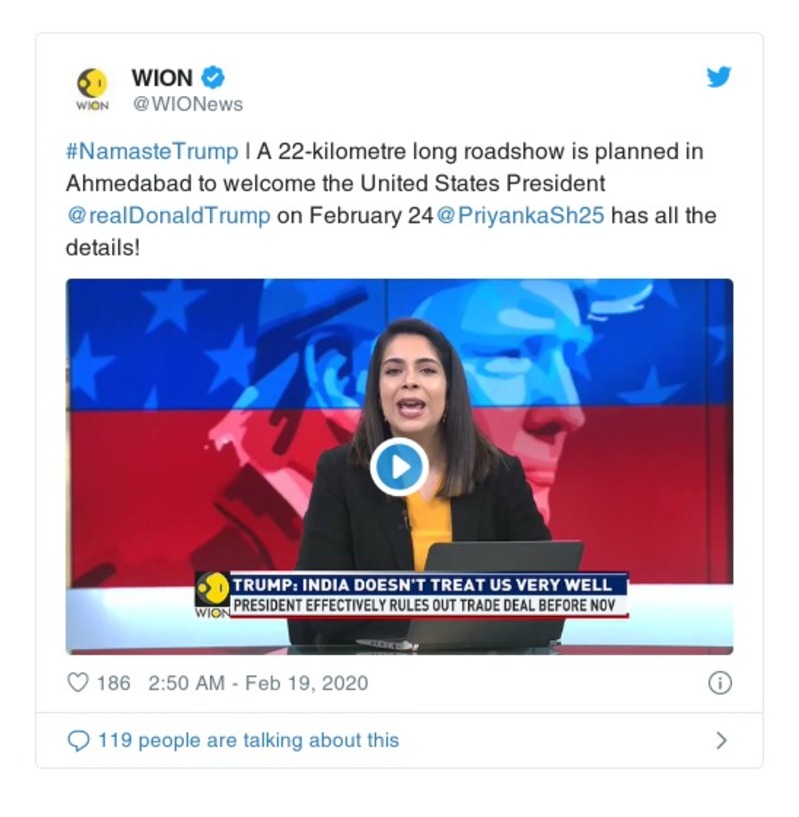 WION
WION
@WIONews
#NamasteTrump | A 22-kilometre long roadshow is planned in
Ahmedabad to welcome the United States President
@realDonaldTrump on February 24@PriyankaSh25 has all the
details!
TRUMP: INDIA DOESN'T TREAT US VERY WELL
WION
PRESIDENT EFFECTIVELY RULES OUT TRADE DEAL BEFORE NOV
186 2:50 AM - Feb 19, 2020
119 people are talking about this